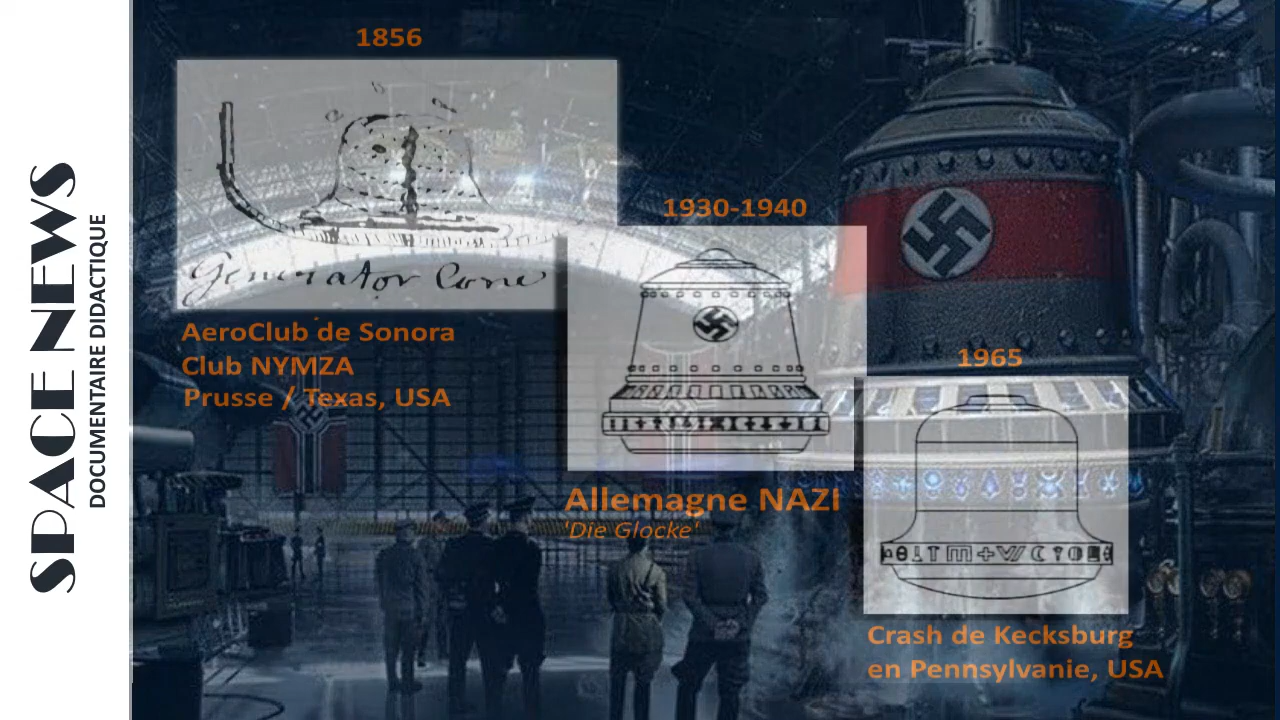 SPACE NEWS
DOCUMENTAIRE DIDACTIQUE
1856
Generator Cone
AeroClub de Sonora
Club NYMZA
Prusse / Texas, USA
1930-1940
Allemagne NAZI
'Die Glocke'
1965
Crash de Kecksburg
en Pennsylvanie, USA